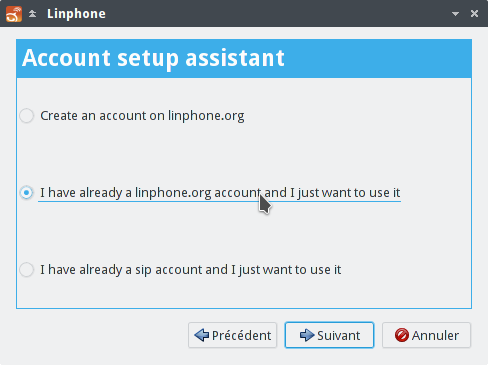 Linphone
Account setup assistant
Create an account on linphone.org
I have already a linphone.org account and I just want to use it
I have already a sip account and I just want to use it
Précédent
Suivant
Annuler